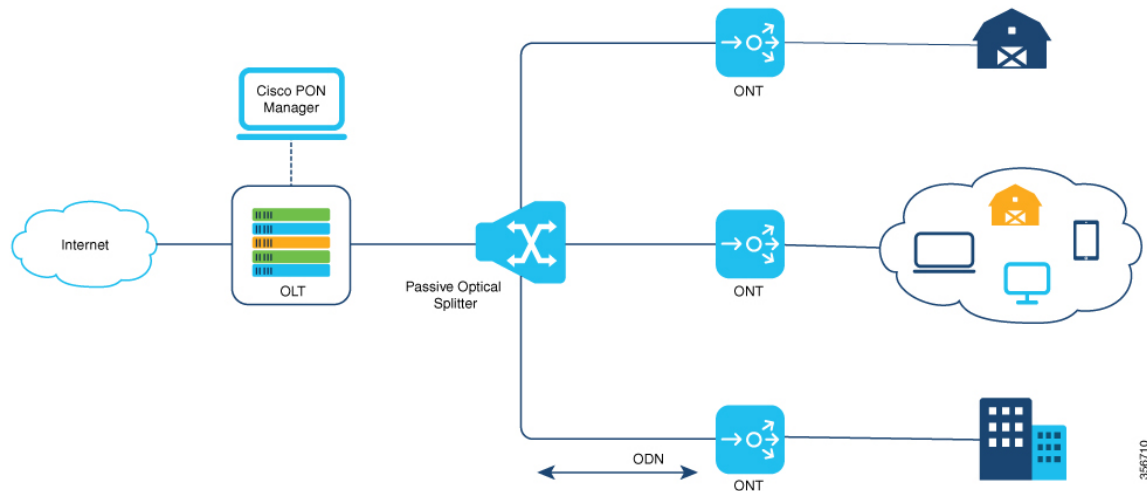 ONT
Cisco PON
Manager
Internet
OLT
Passive Optical
Splitter
ONT
ODN
ONT
356710